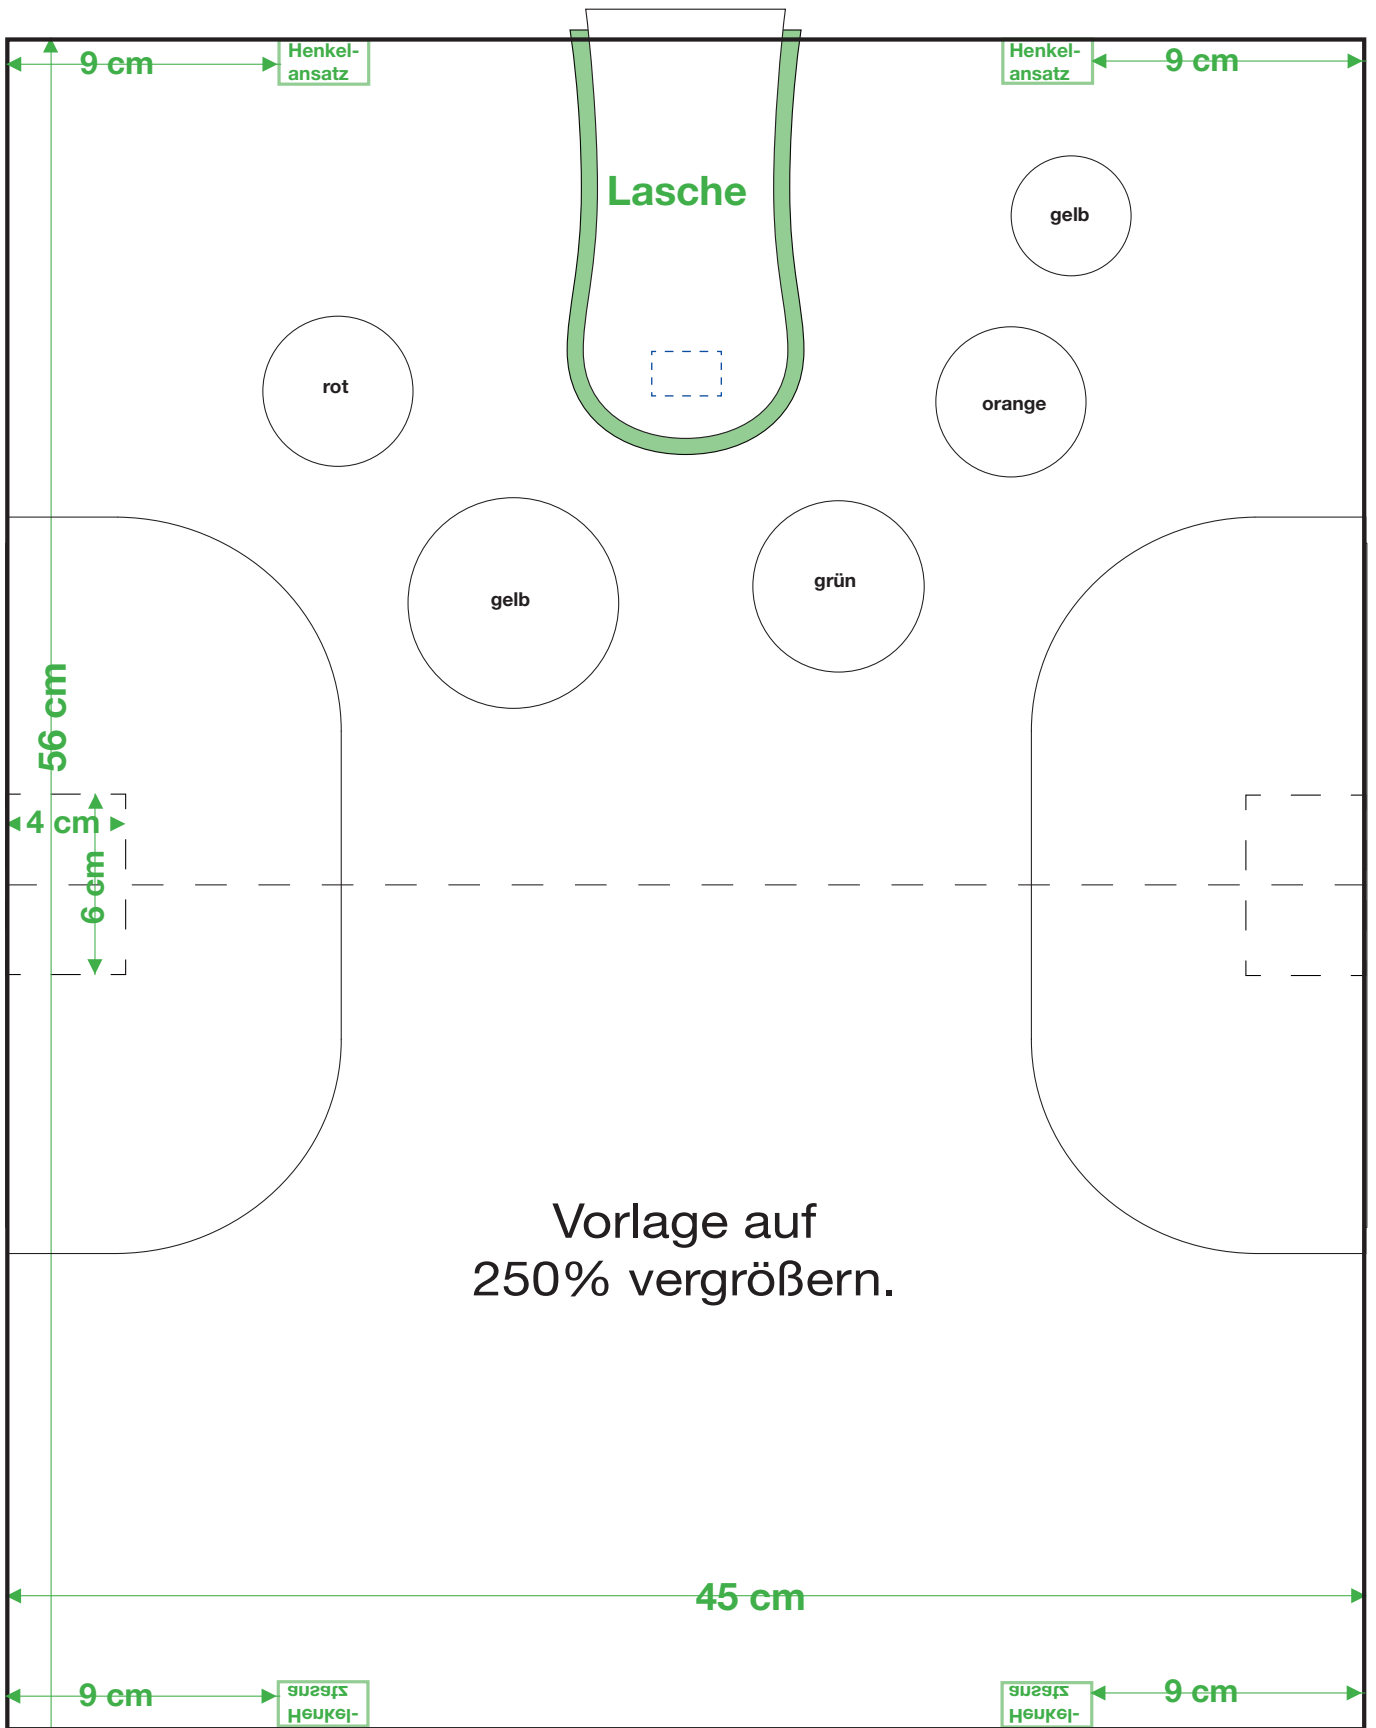 Henkel-
ansatz
9 cm
Henkel-
ansatz
9 cm
Lasche
gelb
rot
orange
gelb
grün
56 cm
4 cm
6 cm
Vorlage auf
250% vergrößern.
45 cm
9 cm
ansatz
Henkel-
ansatz
Henkel-
9 cm